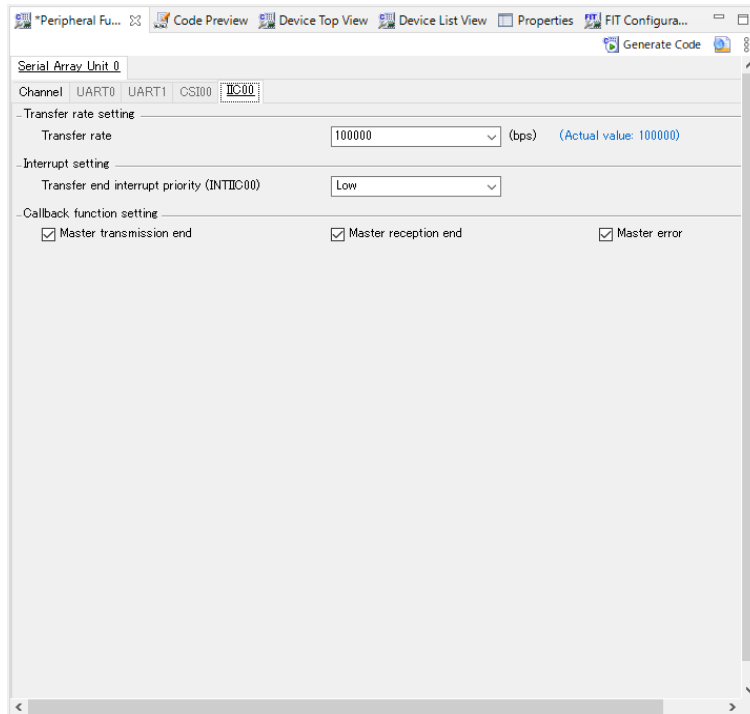 *Peripheral Fu... Code Preview Device Top View Device List View Properties FIT Configura...
Generate Code
Serial Array Unit 0
Channel UART0 UART1 CSI00 IIC00
Transfer rate setting
Transfer rate 100000 (bps) (Actual value: 100000)
Interrupt setting
Transfer end interrupt priority (INTIIC00) Low
Callback function setting
Master transmission end Master reception end Master error